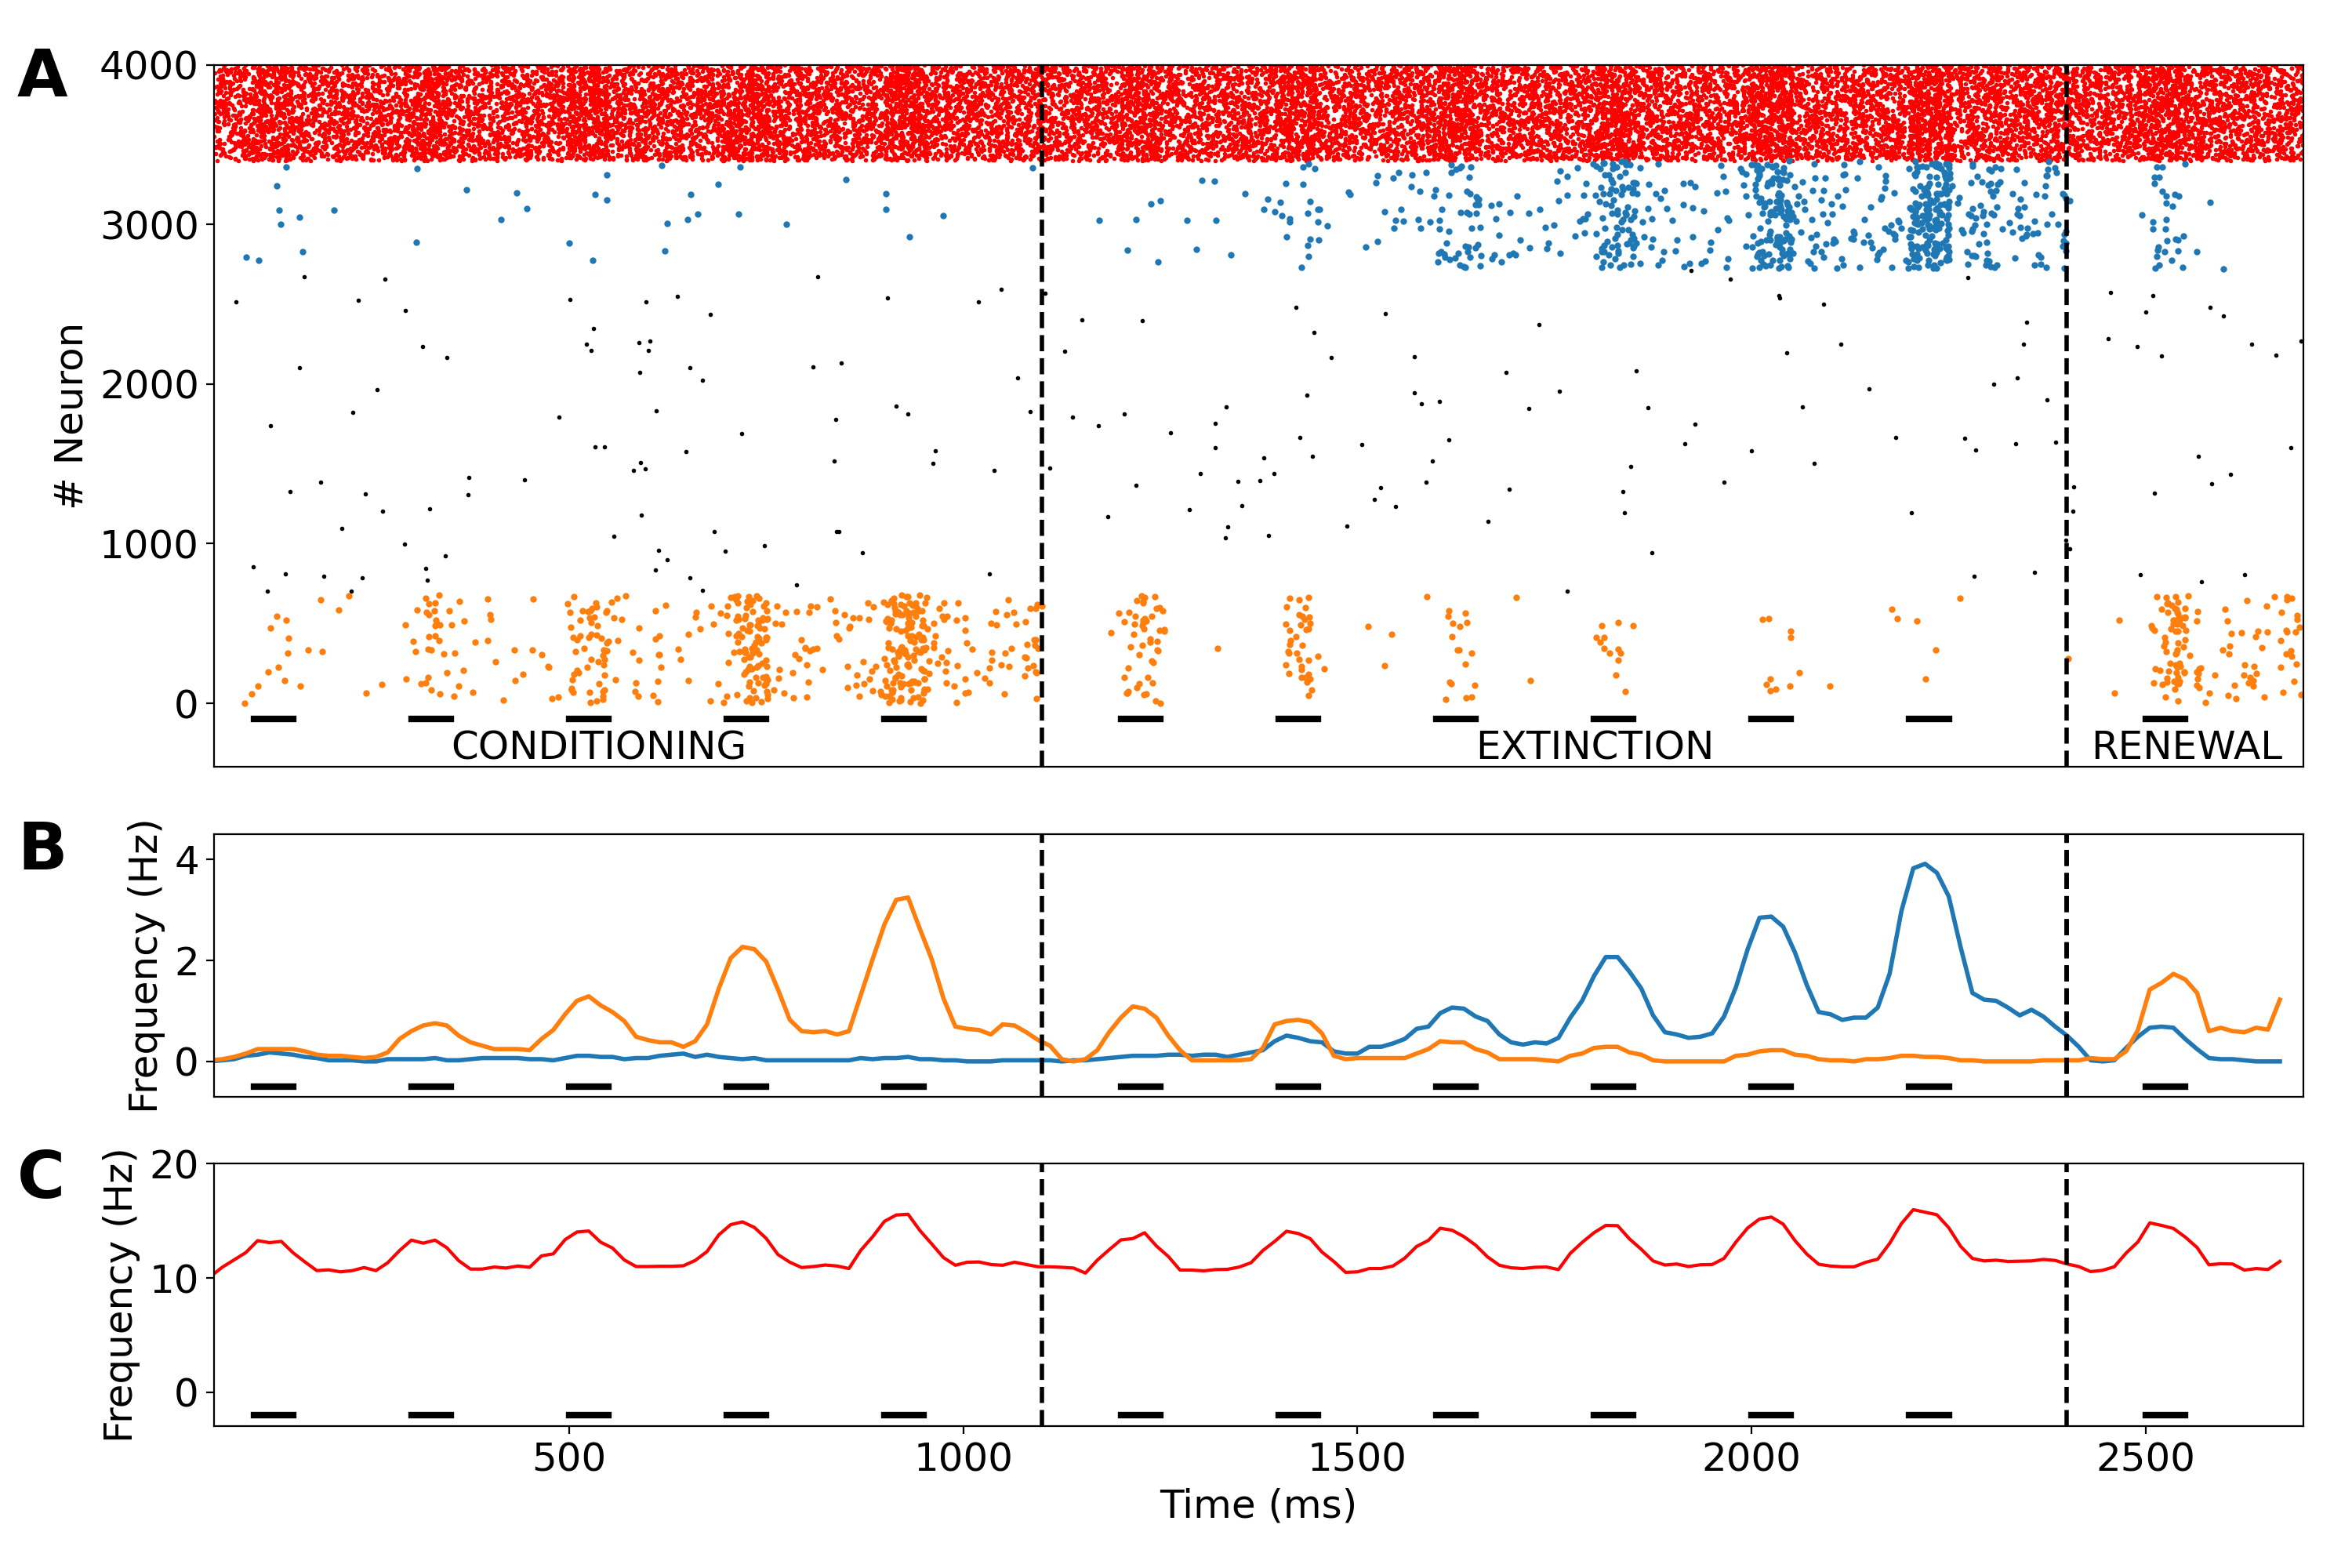 A
4000
3000
2000
1000
0
# Neuron
CONDITIONING
EXTINCTION
RENEWAL
B
4
2
0
Frequency (Hz)
C
20
10
0
Frequency (Hz)
500
1000
1500
2000
2500
Time (ms)